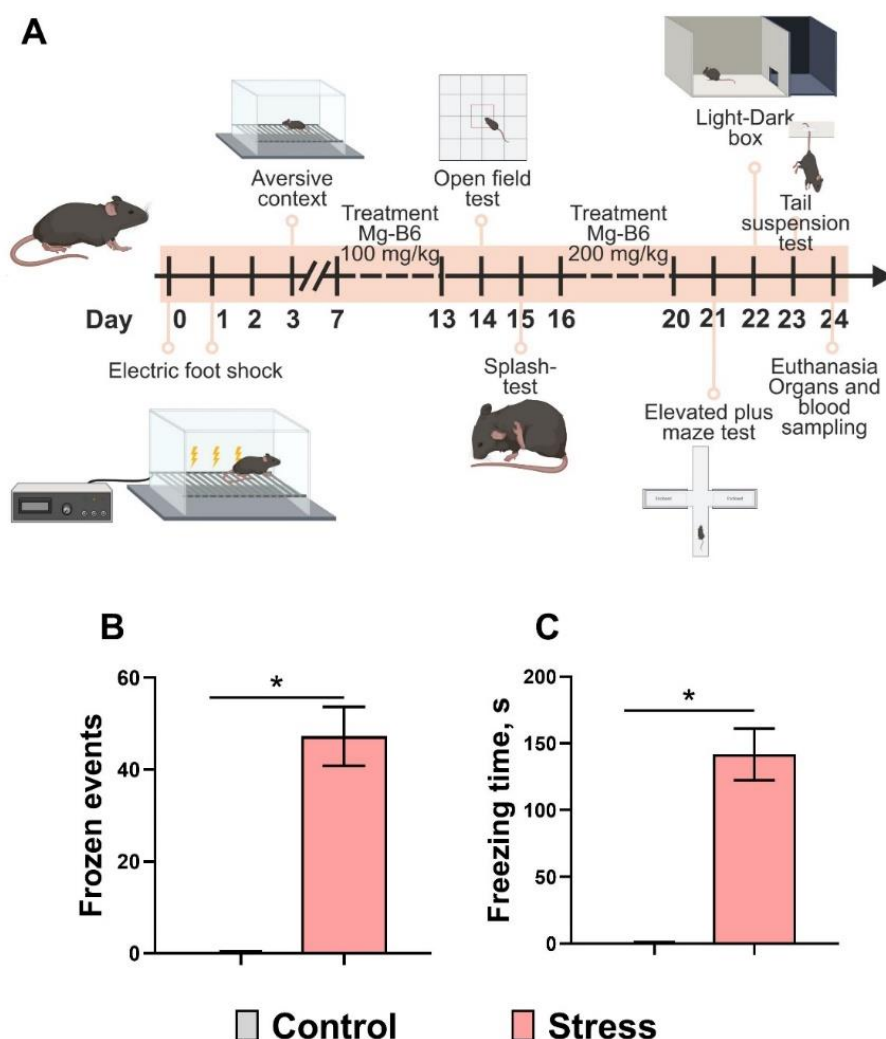 A
Light-Dark
box
Aversive
context
Open field
test
Tail
suspension
test
Treatment
Mg-B6
100 mg/kg
Treatment
Mg-B6
200 mg/kg
Day 0 1 2 3 7 13 14 15 16 20 21 22 23 24
Electric foot shock
Splash-
test
Elevated plus
maze test
Euthanasia
Organs and
blood
sampling
B
Frozen events
60
40
20
0
*
C
Freezing time, s
200
150
100
50
0
*
Control
Stress